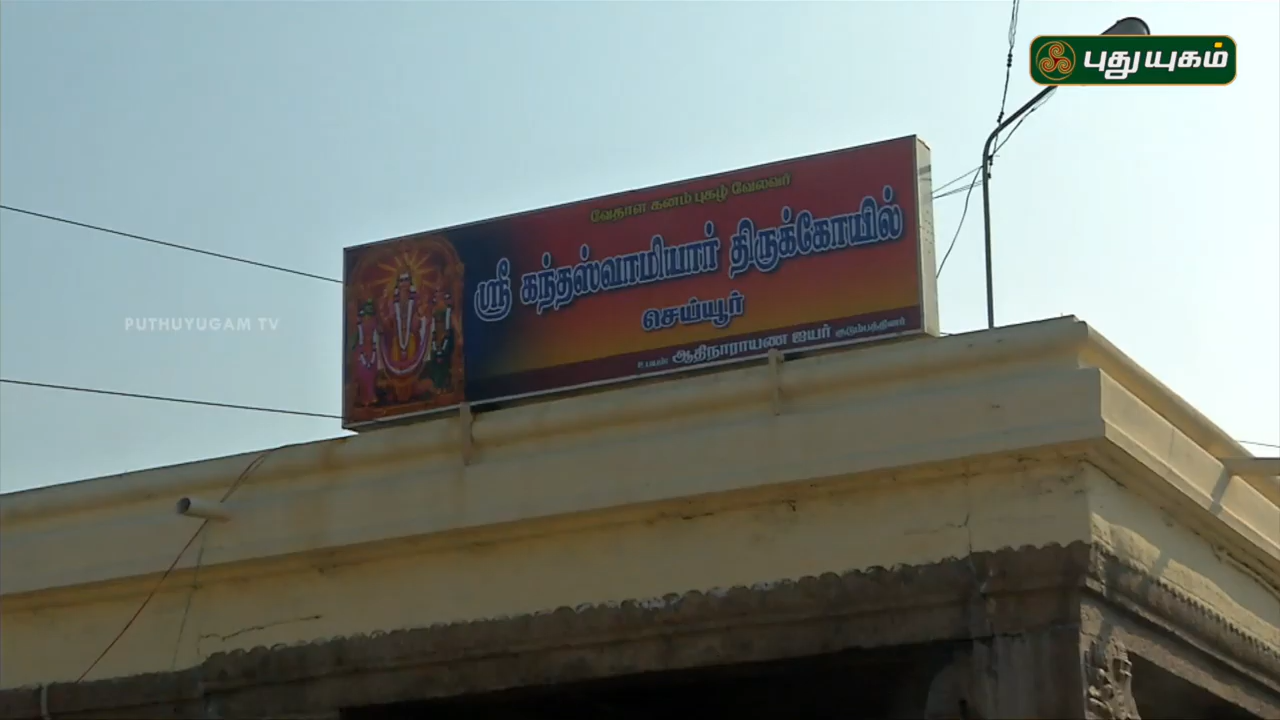 புதுயுகம்
வேதாள கனம் புகழ் வேலவர்
ஸ்ரீ கந்தஸ்வாமியார் திருக்கோயில்
செய்யூர்
உபயம்: ஆதிநாராயண ஐயர் குடும்பத்தினர்
PUTHUYUGAM TV